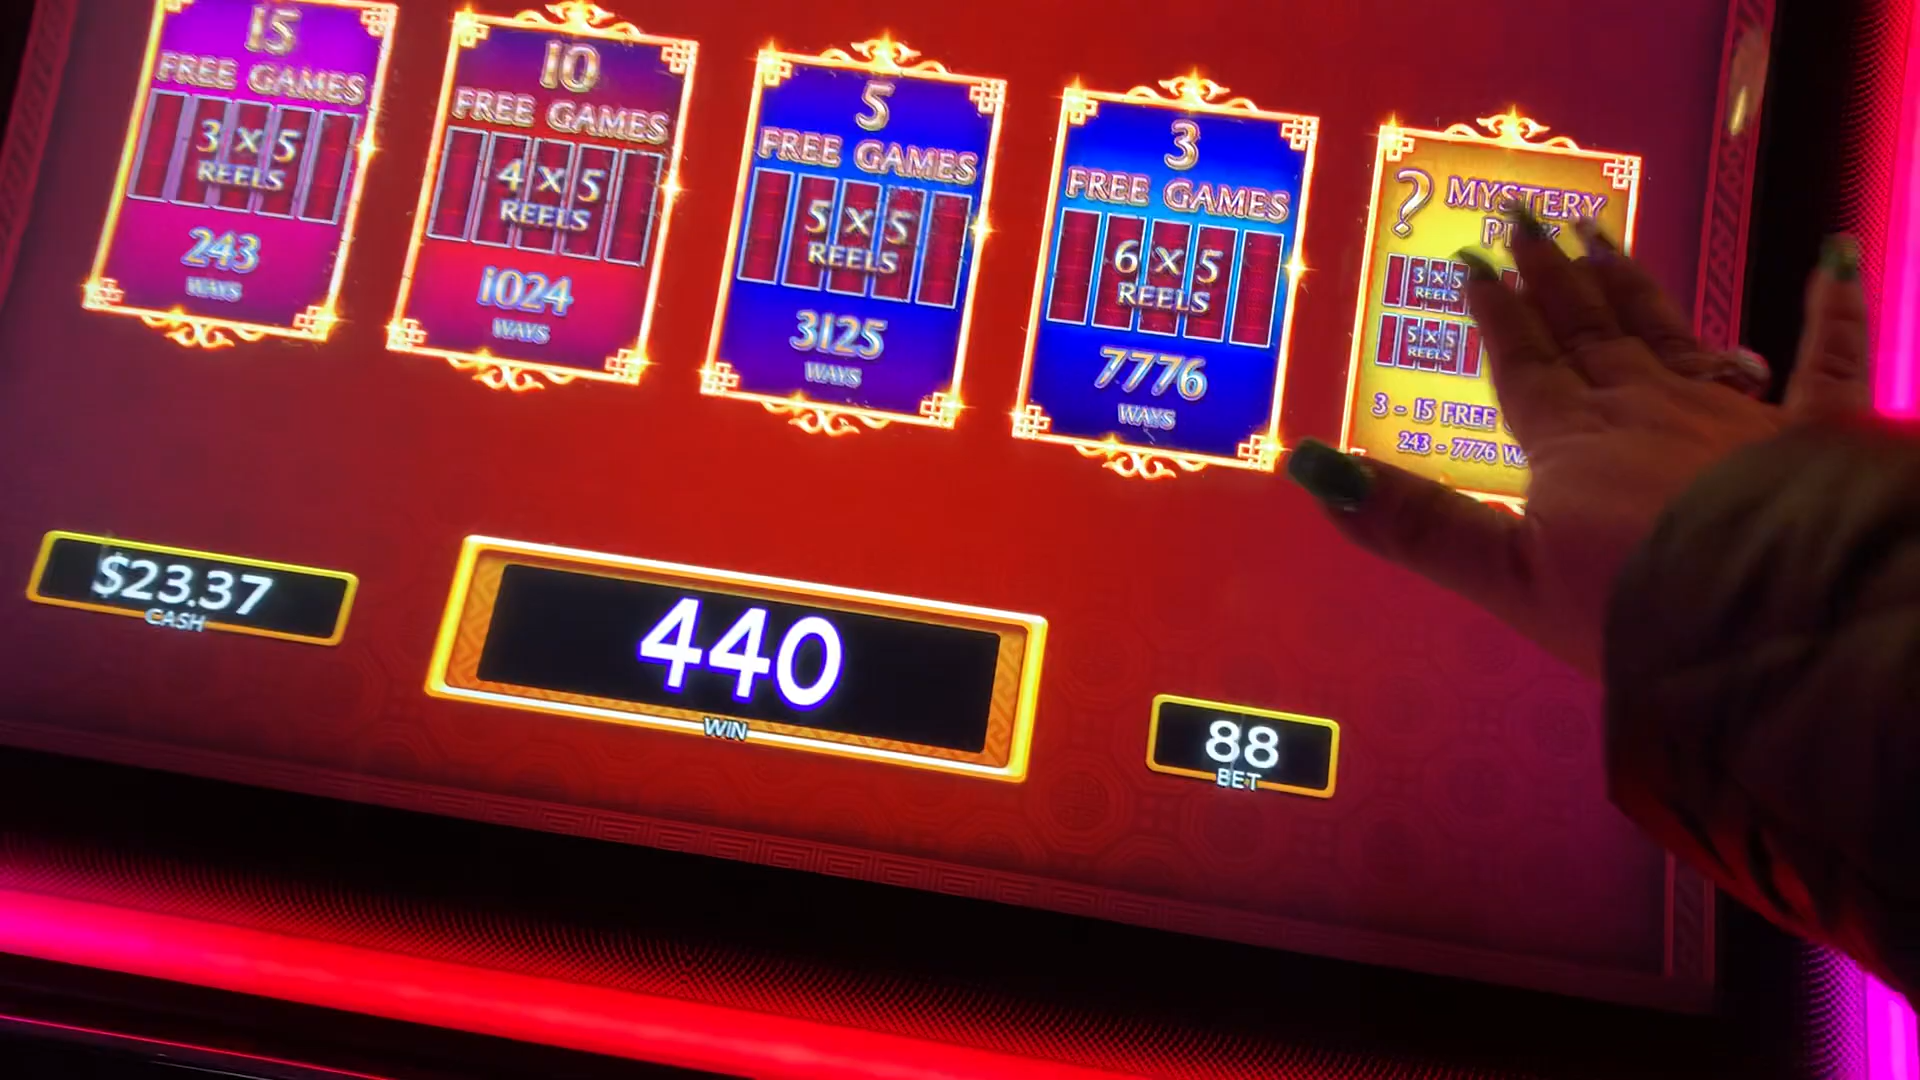 15
FREE GAMES
3 X 5
REELS
243
WAYS
10
FREE GAMES
4 X 5
REELS
1024
WAYS
5
FREE GAMES
5 X 5
REELS
3125
WAYS
3
FREE GAMES
6 X 5
REELS
7776
WAYS
? MYSTERY
3 X 5
REELS
5 X 5
REELS
3 - 15 FREE
243 - 7776
$23.37
CASH
440
WIN
88
BET